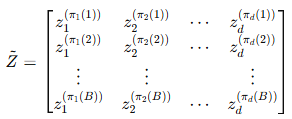 z_1^{(π_1(1))} z_2^{(π_2(1))} ⋯ z_d^{(π_d(1))}
z_1^{(π_1(2))} z_2^{(π_2(2))} ⋯ z_d^{(π_d(2))}
Z̃ = ⋮ ⋮ ⋮
z_1^{(π_1(B))} z_2^{(π_2(B))} ⋯ z_d^{(π_d(B))}